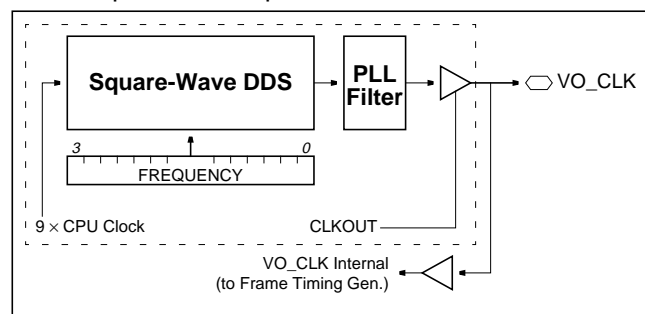 Square-Wave DDS
PLL
Filter
VO_CLK
3 0
FREQUENCY
9 × CPU Clock
CLKOUT
VO_CLK Internal
(to Frame Timing Gen.)